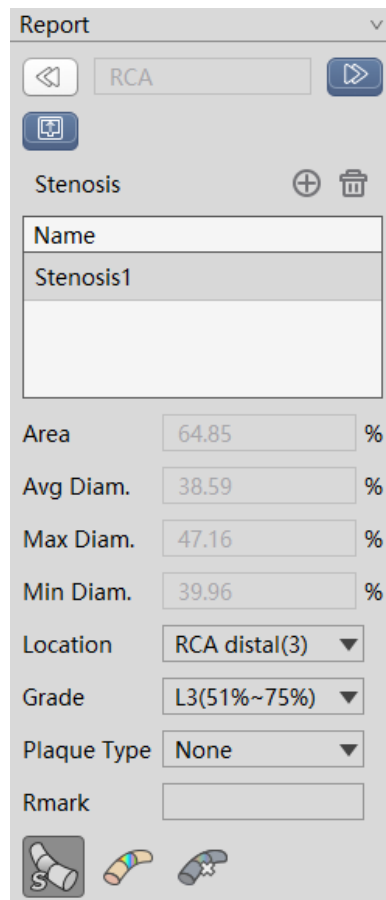 Report
RCA
Stenosis
Name
Stenosis1
Area 64.85 %
Avg Diam. 38.59 %
Max Diam. 47.16 %
Min Diam. 39.96 %
Location RCA distal(3)
Grade L3(51%~75%)
Plaque Type None
Rmark
S